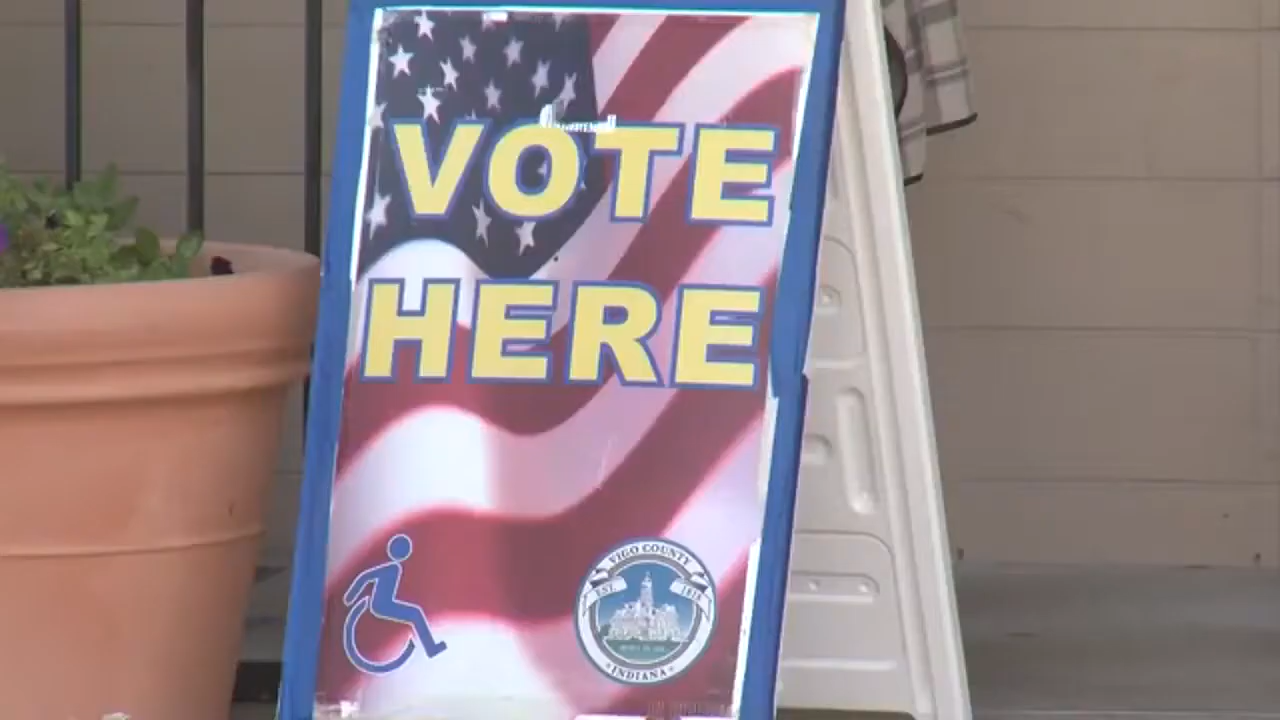 VOTE
HERE
VIGO COUNTY
EST. 1818
INDIANA